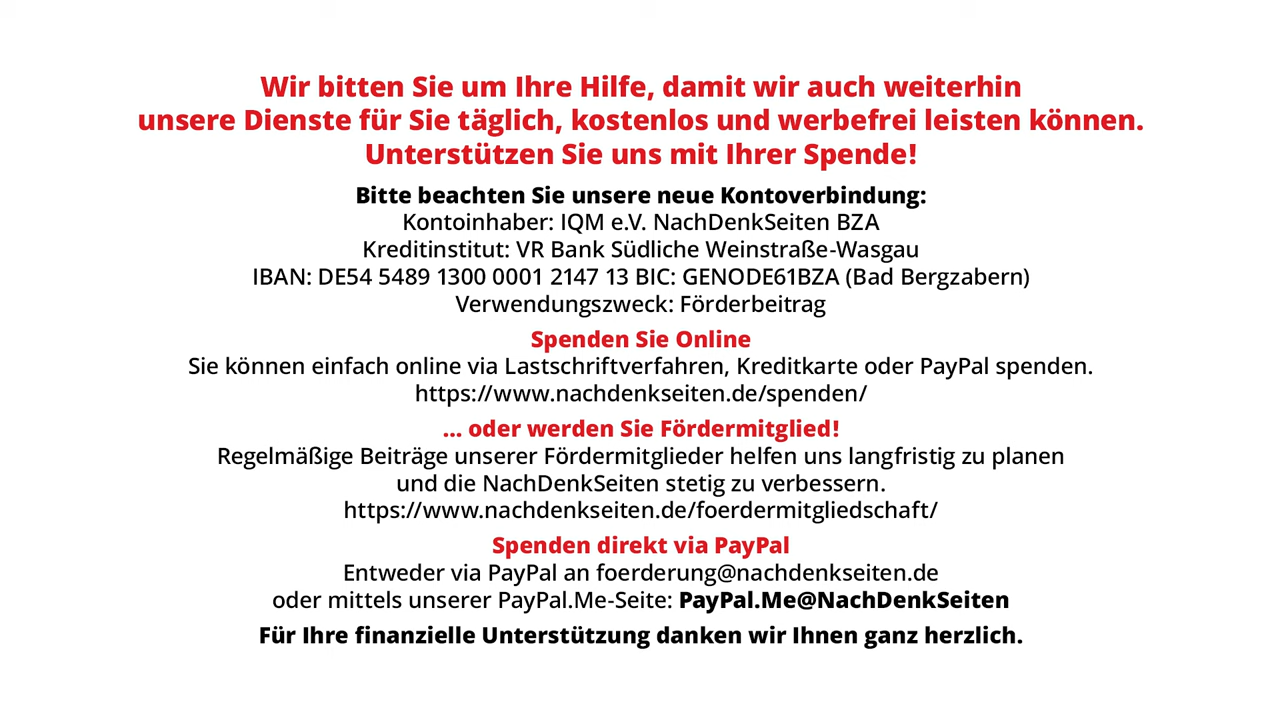 Wir bitten Sie um Ihre Hilfe, damit wir auch weiterhin
unsere Dienste für Sie täglich, kostenlos und werbefrei leisten können.
Unterstützen Sie uns mit Ihrer Spende!
Bitte beachten Sie unsere neue Kontoverbindung:
Kontoinhaber: IQM e.V. NachDenkSeiten BZA
Kreditinstitut: VR Bank Südliche Weinstraße-Wasgau
IBAN: DE54 5489 1300 0001 2147 13 BIC: GENODE61BZA (Bad Bergzabern)
Verwendungszweck: Förderbeitrag
Spenden Sie Online
Sie können einfach online via Lastschriftverfahren, Kreditkarte oder PayPal spenden.
https://www.nachdenkseiten.de/spenden/
... oder werden Sie Fördermitglied!
Regelmäßige Beiträge unserer Fördermitglieder helfen uns langfristig zu planen
und die NachDenkSeiten stetig zu verbessern.
https://www.nachdenkseiten.de/foerdermitgliedschaft/
Spenden direkt via PayPal
Entweder via PayPal an foerderung@nachdenkseiten.de
oder mittels unserer PayPal.Me-Seite: PayPal.Me@NachDenkSeiten
Für Ihre finanzielle Unterstützung danken wir Ihnen ganz herzlich.